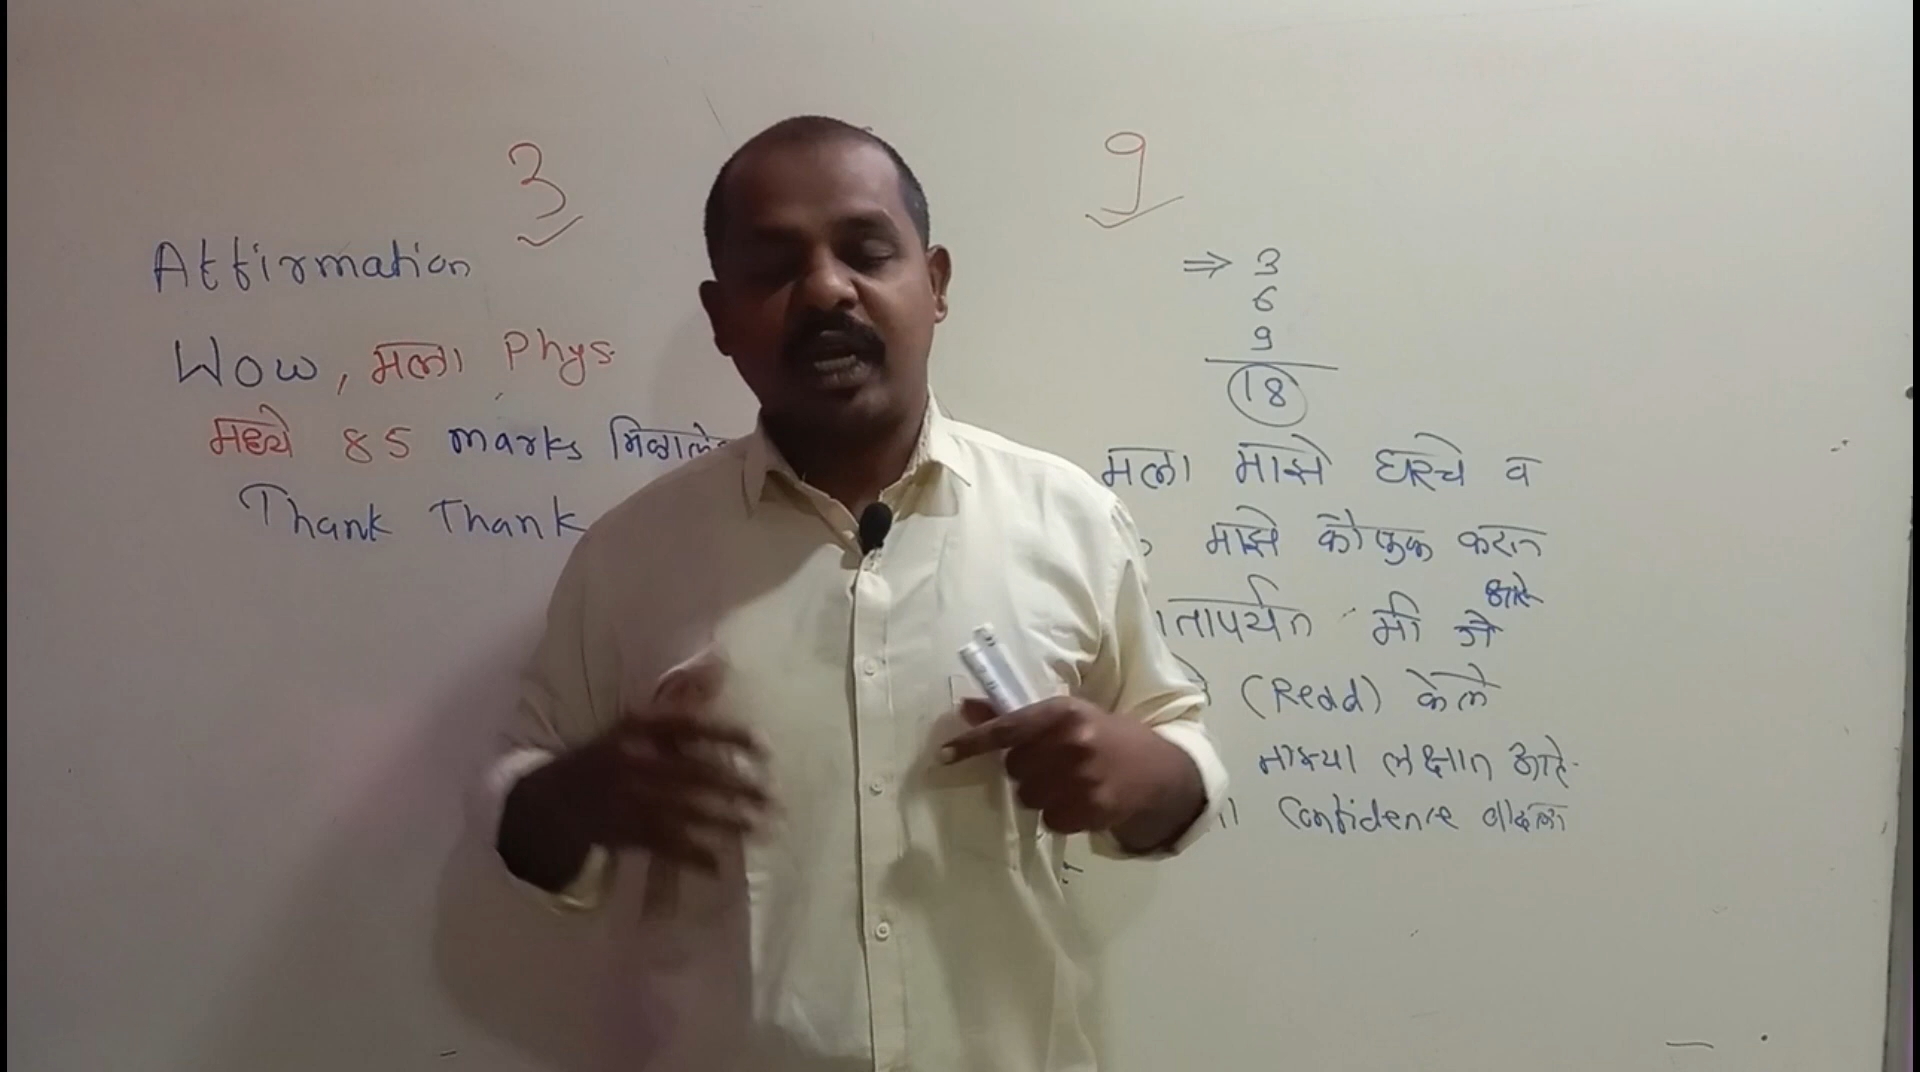 3 9
Affirmation
Wow, मला Phys.
मध्ये 85 marks मिळाले
Thank Thank
⇒ 3
6
9
18
मला माझे घरचे व
माझे कौतुक करत
आहे
तापर्यंत मी जे
(Read) केले
माझ्या लक्षात आहे.
Confidence वाढला